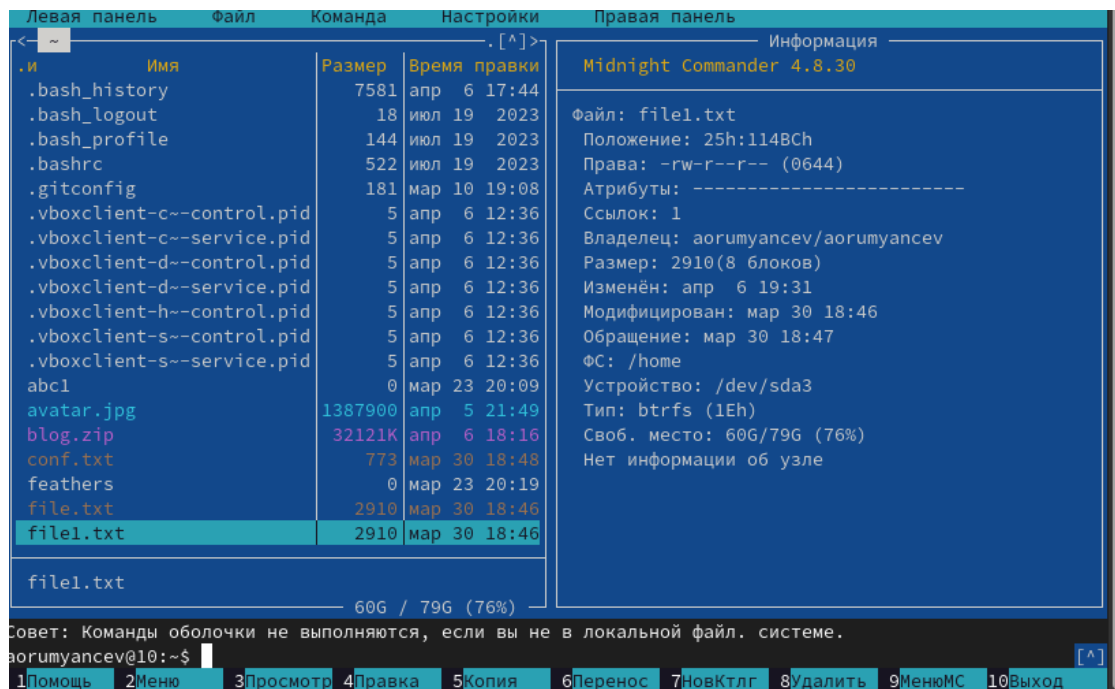 Левая панель Файл Команда Настройки Правая панель
<─ ~ .[^]>
.и Имя Размер Время правки
.bash_history 7581 апр 6 17:44
.bash_logout 18 июл 19 2023
.bash_profile 144 июл 19 2023
.bashrc 522 июл 19 2023
.gitconfig 181 мар 10 19:08
.vboxclient-c~-control.pid 5 апр 6 12:36
.vboxclient-c~-service.pid 5 апр 6 12:36
.vboxclient-d~-control.pid 5 апр 6 12:36
.vboxclient-d~-service.pid 5 апр 6 12:36
.vboxclient-h~-control.pid 5 апр 6 12:36
.vboxclient-s~-control.pid 5 апр 6 12:36
.vboxclient-s~-service.pid 5 апр 6 12:36
abc1 0 мар 23 20:09
avatar.jpg 1387900 апр 5 21:49
blog.zip 32121K апр 6 18:16
conf.txt 773 мар 30 18:48
feathers 0 мар 23 20:19
file.txt 2910 мар 30 18:46
file1.txt 2910 мар 30 18:46
file1.txt
60G / 79G (76%)
Информация
Midnight Commander 4.8.30
Файл: file1.txt
Положение: 25h:114BCh
Права: -rw-r--r-- (0644)
Атрибуты: -------------------------
Ссылок: 1
Владелец: aorumyancev/aorumyancev
Размер: 2910(8 блоков)
Изменён: апр 6 19:31
Модифицирован: мар 30 18:46
Обращение: мар 30 18:47
ФС: /home
Устройство: /dev/sda3
Тип: btrfs (1Eh)
Своб. место: 60G/79G (76%)
Нет информации об узле
Совет: Команды оболочки не выполняются, если вы не в локальной файл. системе.
aorumyancev@10:~$ [^]
1Помощь 2Меню 3Просмотр 4Правка 5Копия 6Перенос 7НовКтлг 8Удалить 9МенюМС 10Выход